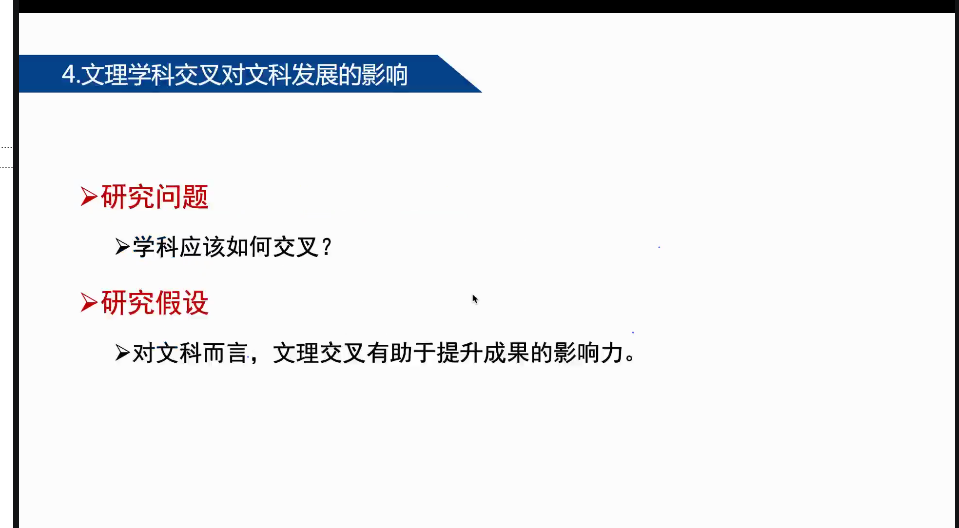 4.文理学科交叉对文科发展的影响
➢研究问题
➢学科应该如何交叉？
➢研究假设
➢对文科而言，文理交叉有助于提升成果的影响力。